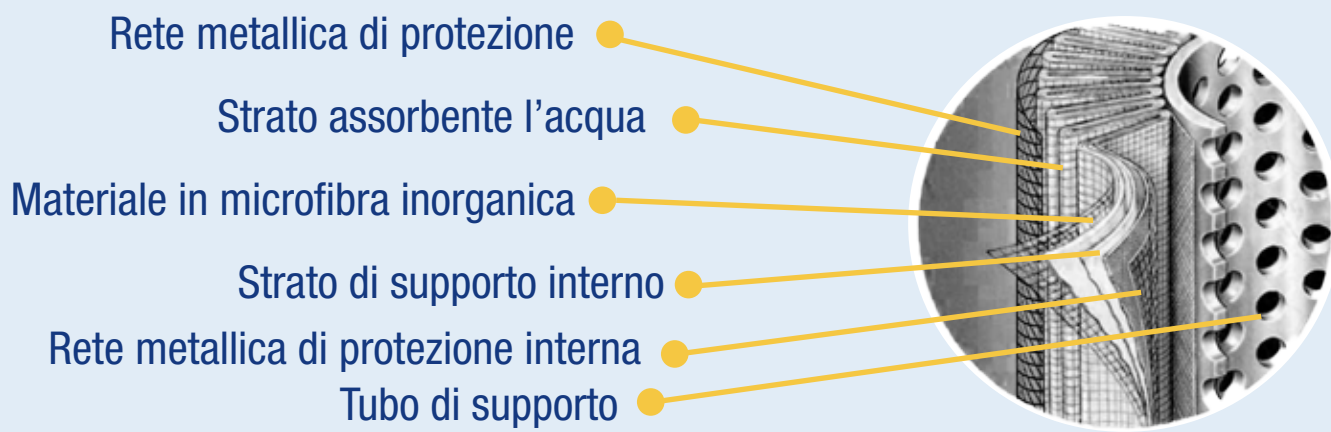 Rete metallica di protezione
Strato assorbente l’acqua
Materiale in microfibra inorganica
Strato di supporto interno
Rete metallica di protezione interna
Tubo di supporto